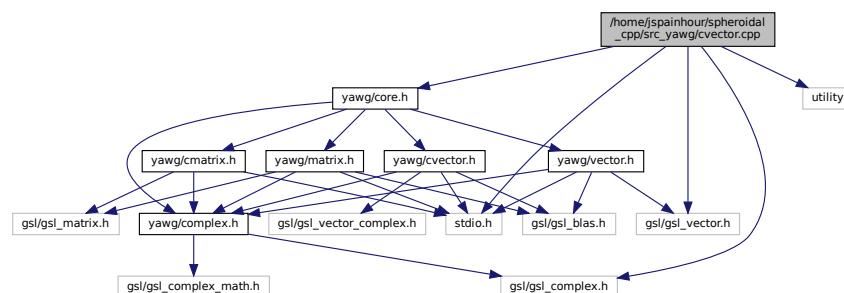 /home/jspainhour/spheroidal
_cpp/src_yawg/cvector.cpp
yawg/core.h
utility
yawg/cmatrix.h
yawg/matrix.h
yawg/cvector.h
yawg/vector.h
gsl/gsl_matrix.h
yawg/complex.h
gsl/gsl_vector_complex.h
stdio.h
gsl/gsl_blas.h
gsl/gsl_vector.h
gsl/gsl_complex_math.h
gsl/gsl_complex.h